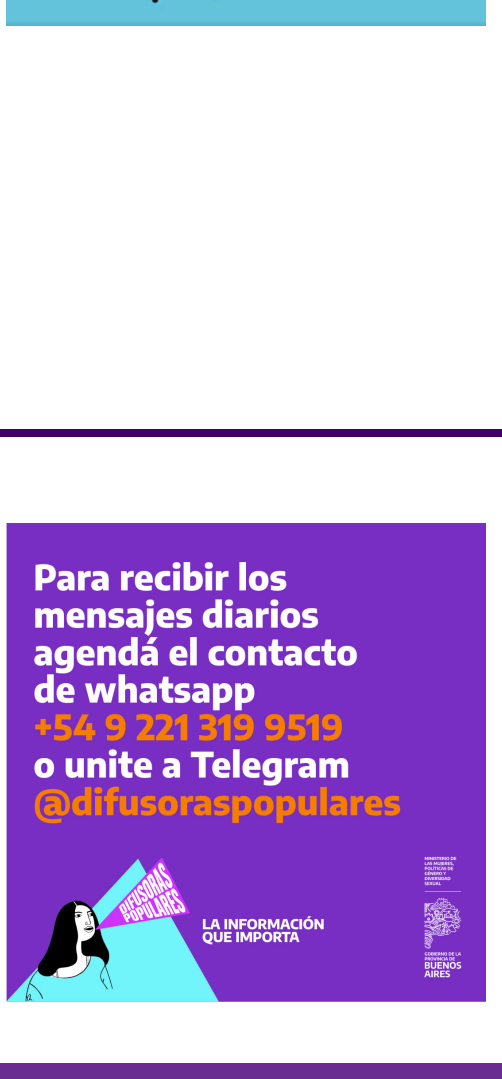 Para recibir los
mensajes diarios
agendá el contacto
de whatsapp
+54 9 221 319 9519
o unite a Telegram
@difusoraspopulares
DIFUSORAS
POPULARES
LA INFORMACIÓN
QUE IMPORTA
MINISTERIO DE
LAS MUJERES,
POLÍTICAS DE
GÉNERO Y
DIVERSIDAD
SEXUAL
GOBIERNO DE LA
PROVINCIA DE
BUENOS
AIRES